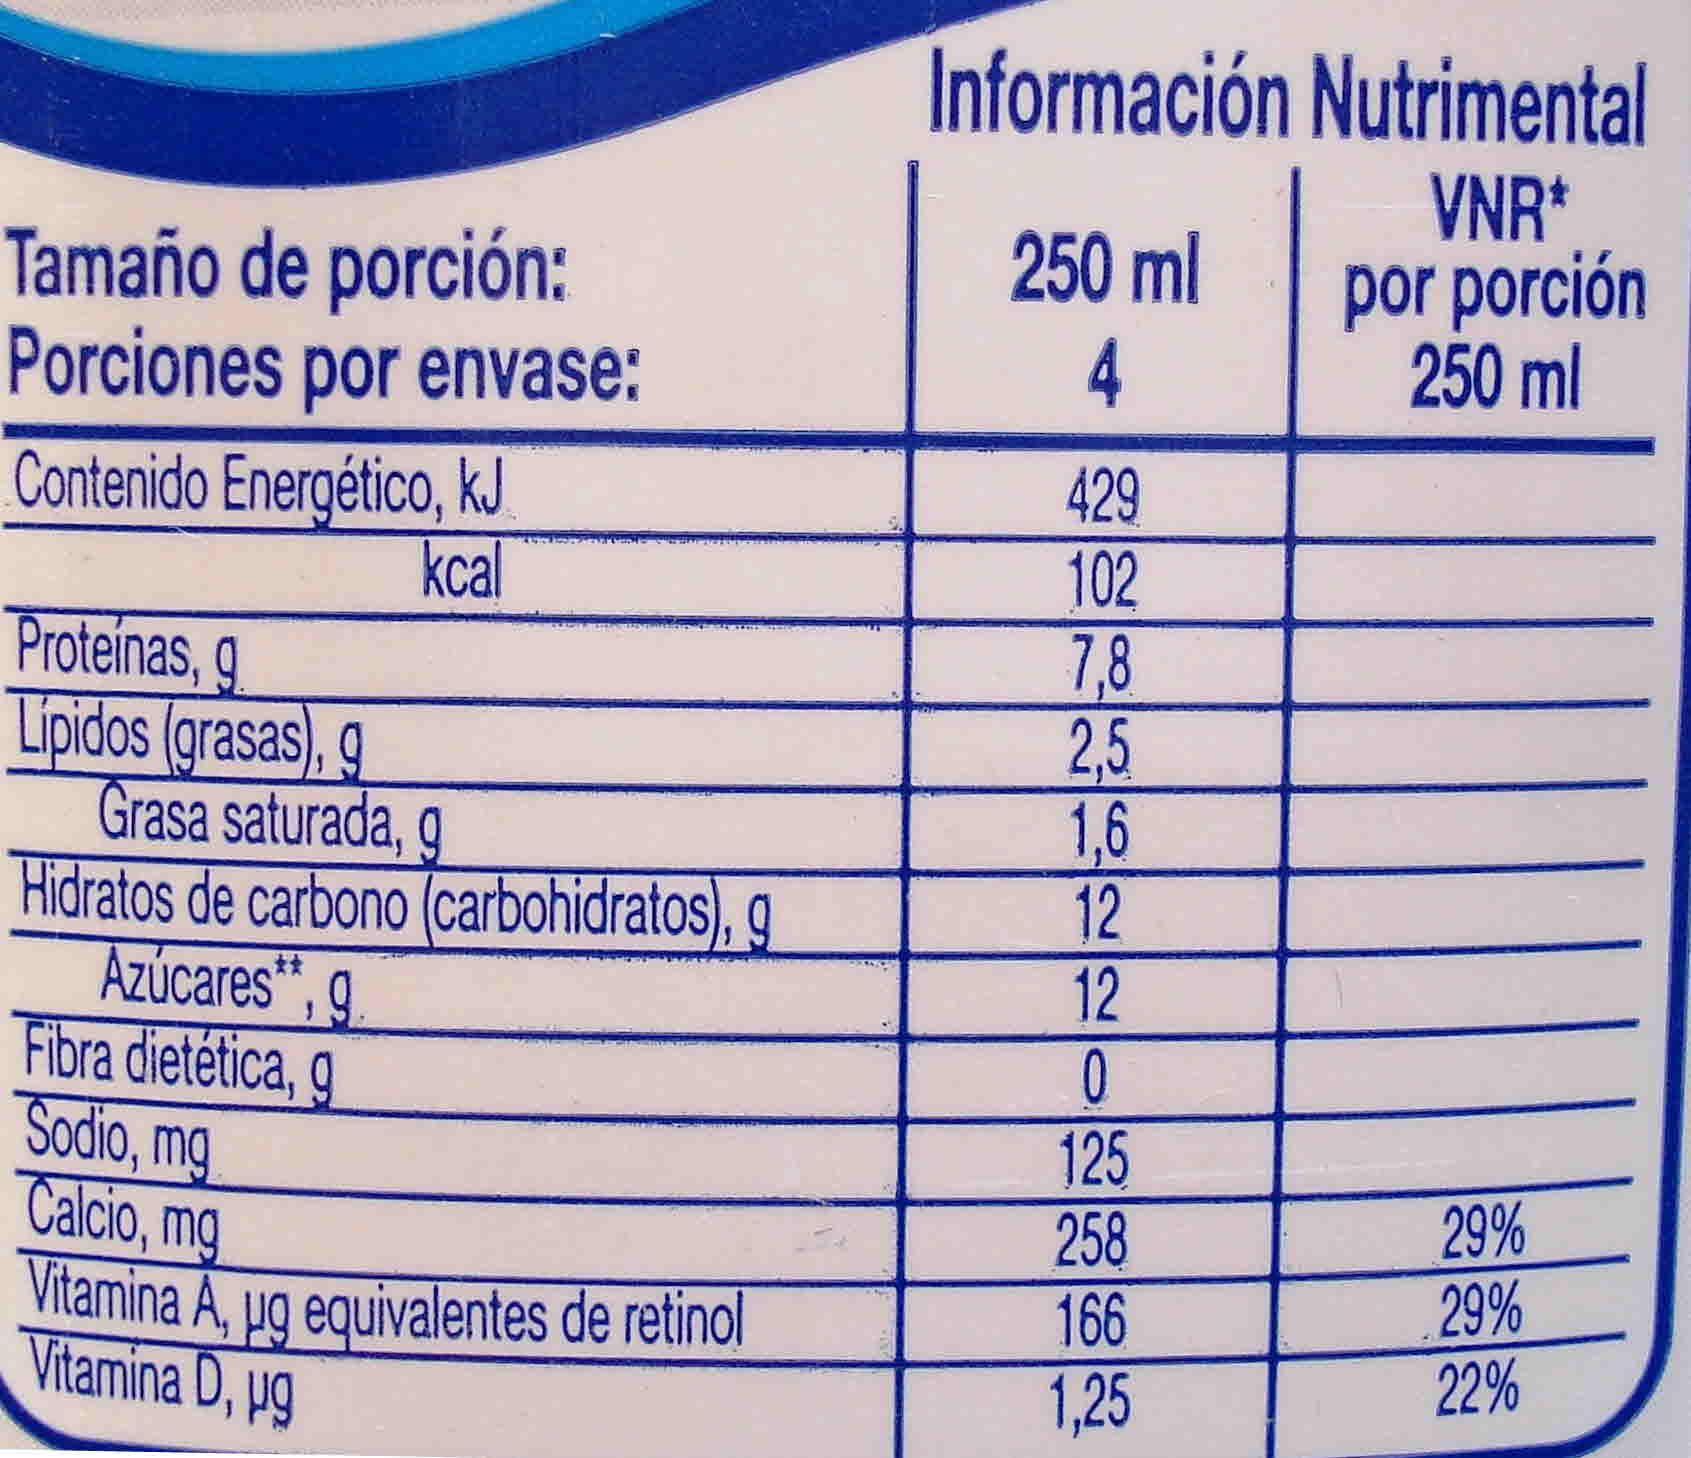 Información Nutrimental
VNR*
Tamaño de porción: 250 ml por porción
Porciones por envase: 4 250 ml
Contenido Energético, kJ 429
kcal 102
Proteínas, g 7,8
Lípidos (grasas), g 2,5
Grasa saturada, g 1,6
Hidratos de carbono (carbohidratos), g 12
Azúcares**, g 12
Fibra dietética, g 0
Sodio, mg 125
Calcio, mg 258 29%
Vitamina A, µg equivalentes de retinol 166 29%
Vitamina D, µg 1,25 22%